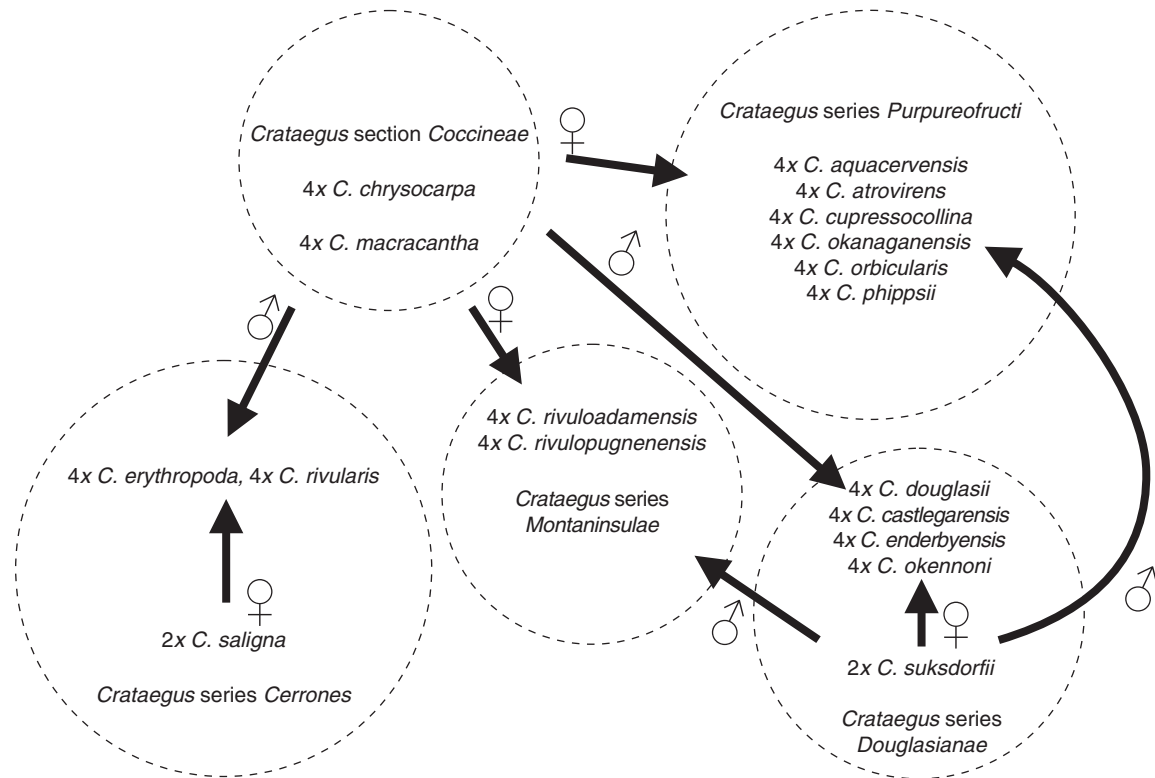 Crataegus section Coccineae
4x C. chrysocarpa
4x C. macracantha
♀
Crataegus series Purpureofructi
4x C. aquacervensis
4x C. atrovirens
4x C. cupressocollina
4x C. okanaganensis
4x C. orbicularis
4x C. phippsii
♂
♂
♀
4x C. erythropoda, 4x C. rivularis
♀
2x C. saligna
Crataegus series Cerrones
4x C. rivuloadamensis
4x C. rivulopugnenensis
Crataegus series
Montaninsulae
♂
4x C. douglasii
4x C. castlegarensis
4x C. enderbyensis
4x C. okennoni
♀
♂
2x C. suksdorfii
Crataegus series
Douglasianae